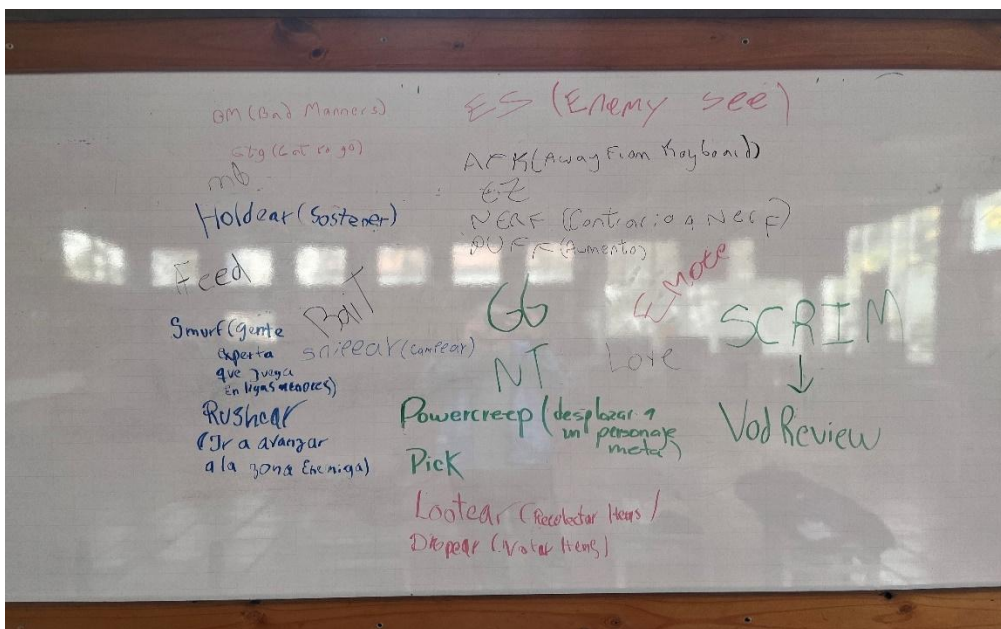 BM (Bad Manners)
Gtg (Got to go)
mb.
Holdear (Sostener)
Feed
Bait
Smurf (gente
experta
que juega
en ligas menores)
snipear (campear)
Rushear
(Ir a avanzar
a la zona Enemiga)
ES (Enemy see)
AFK (Away From Keyboard)
EZ
NERF (Contrario a Nerf)
BUFF (Aumento)
GG
Emote
NT
Lore
Powercreep (desplazar a
un personaje
meta)
Pick
Lootear (Recolectar Items)
Dropear (Votar Items)
SCRIM
Vod Review